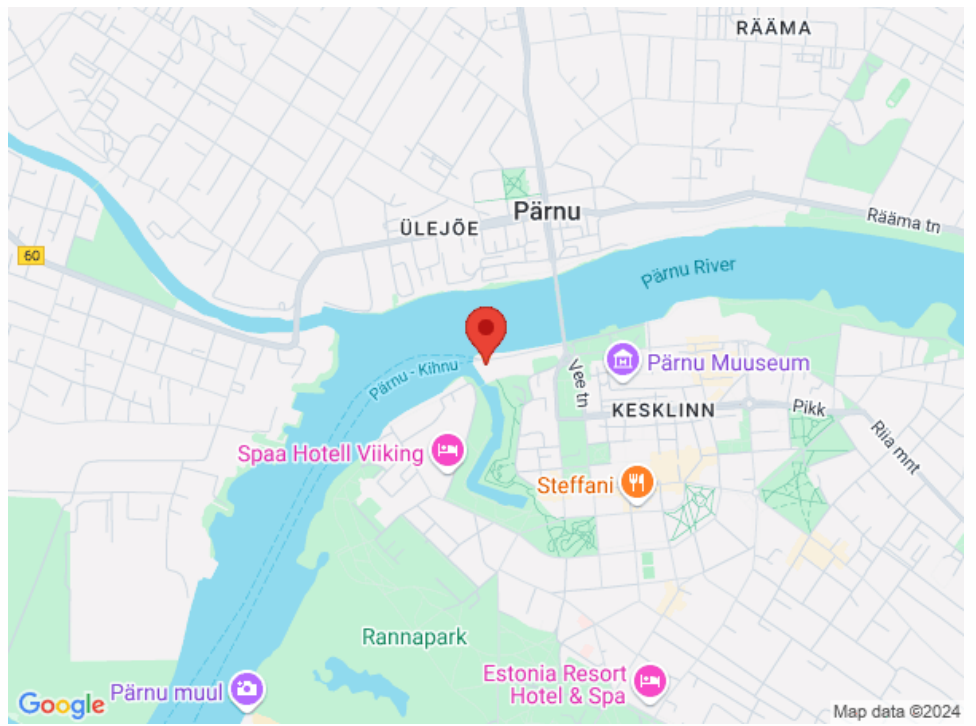 RÄÄMA
Pärnu
Rääma tn
ÜLEJÕE
60
Pärnu River
Pärnu - Kihnu
Vee tn
Pärnu Muuseum
KESKLINN
Pikk
Riia mnt
Spaa Hotell Viiking
Steffani
Rannapark
Estonia Resort
Hotel & Spa
Pärnu muul
Google
Map data ©2024